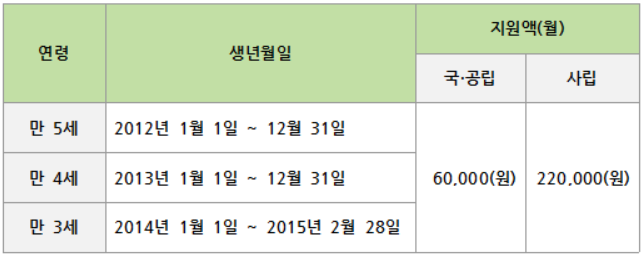 연령 생년월일 지원액(월)
국·공립 사립
만 5세 2012년 1월 1일 ~ 12월 31일
만 4세 2013년 1월 1일 ~ 12월 31일 60,000(원) 220,000(원)
만 3세 2014년 1월 1일 ~ 2015년 2월 28일